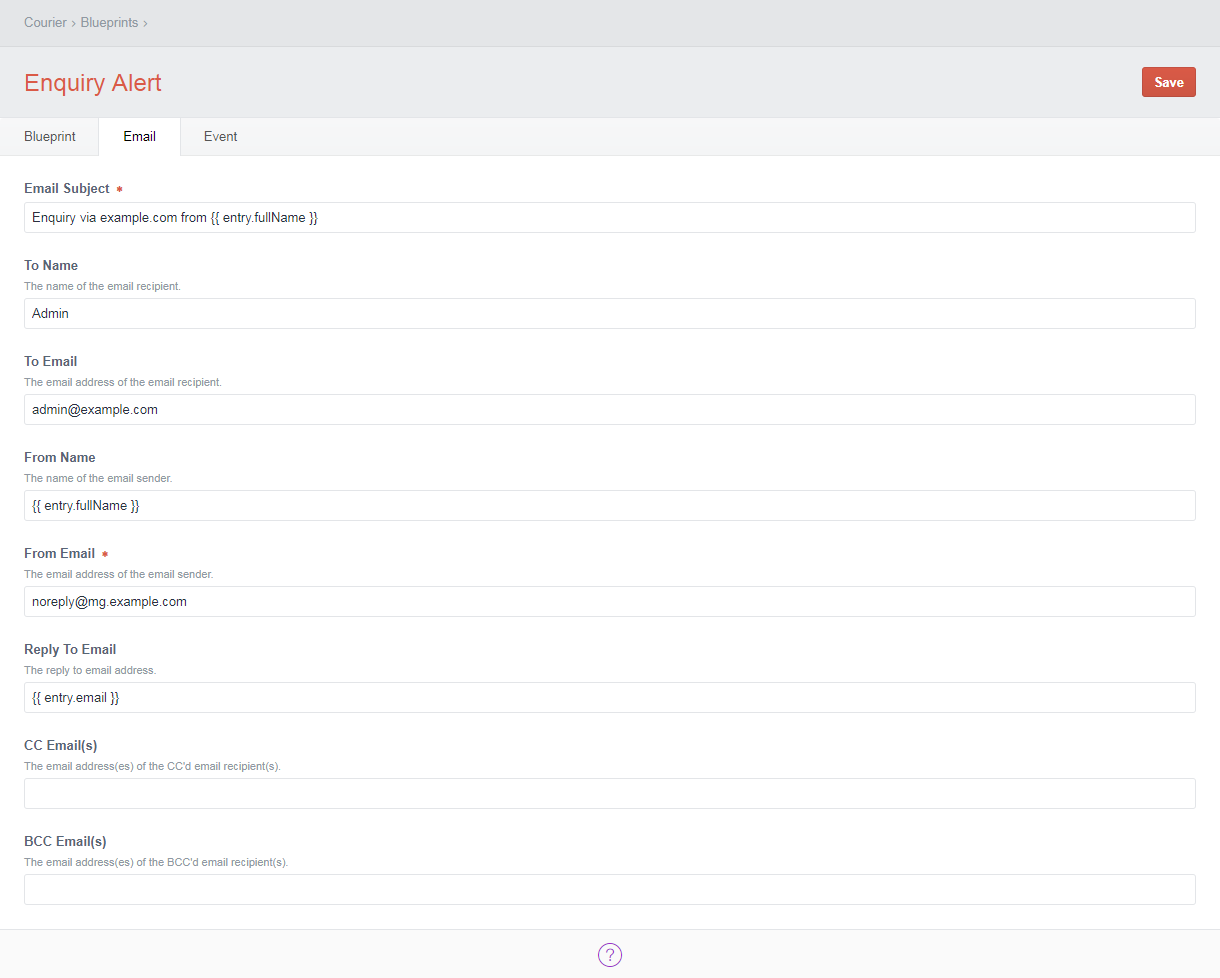 Courier › Blueprints ›
Enquiry Alert
Save
Blueprint Email Event
Email Subject *
Enquiry via example.com from {{ entry.fullName }}
To Name
The name of the email recipient.
Admin
To Email
The email address of the email recipient.
admin@example.com
From Name
The name of the email sender.
{{ entry.fullName }}
From Email *
The email address of the email sender.
noreply@mg.example.com
Reply To Email
The reply to email address.
{{ entry.email }}
CC Email(s)
The email address(es) of the CC'd email recipient(s).
BCC Email(s)
The email address(es) of the BCC'd email recipient(s).
?